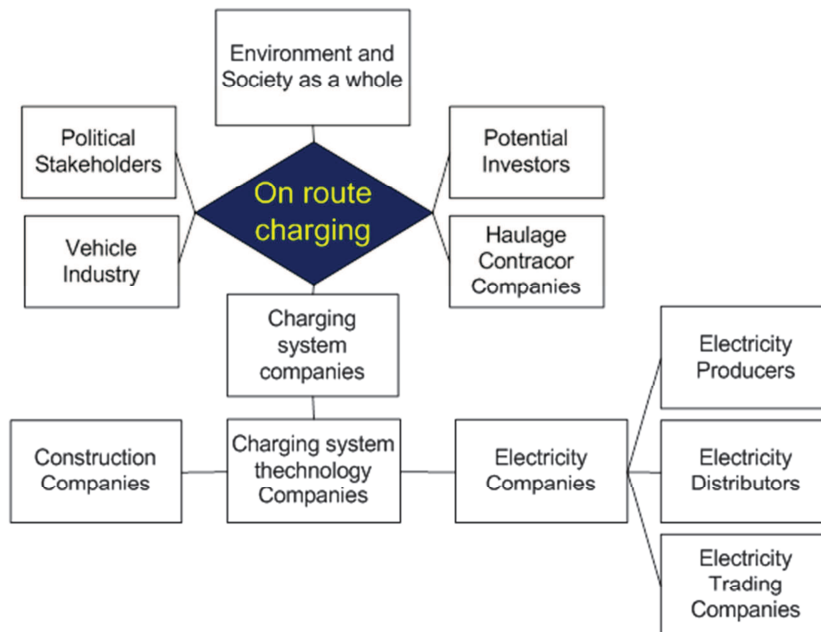 Environment and
Society as a whole
Political
Stakeholders
Potential
Investors
On route
charging
Vehicle
Industry
Haulage
Contracor
Companies
Charging
system
companies
Electricity
Producers
Construction
Companies
Charging system
thechnology
Companies
Electricity
Companies
Electricity
Distributors
Electricity
Trading
Companies